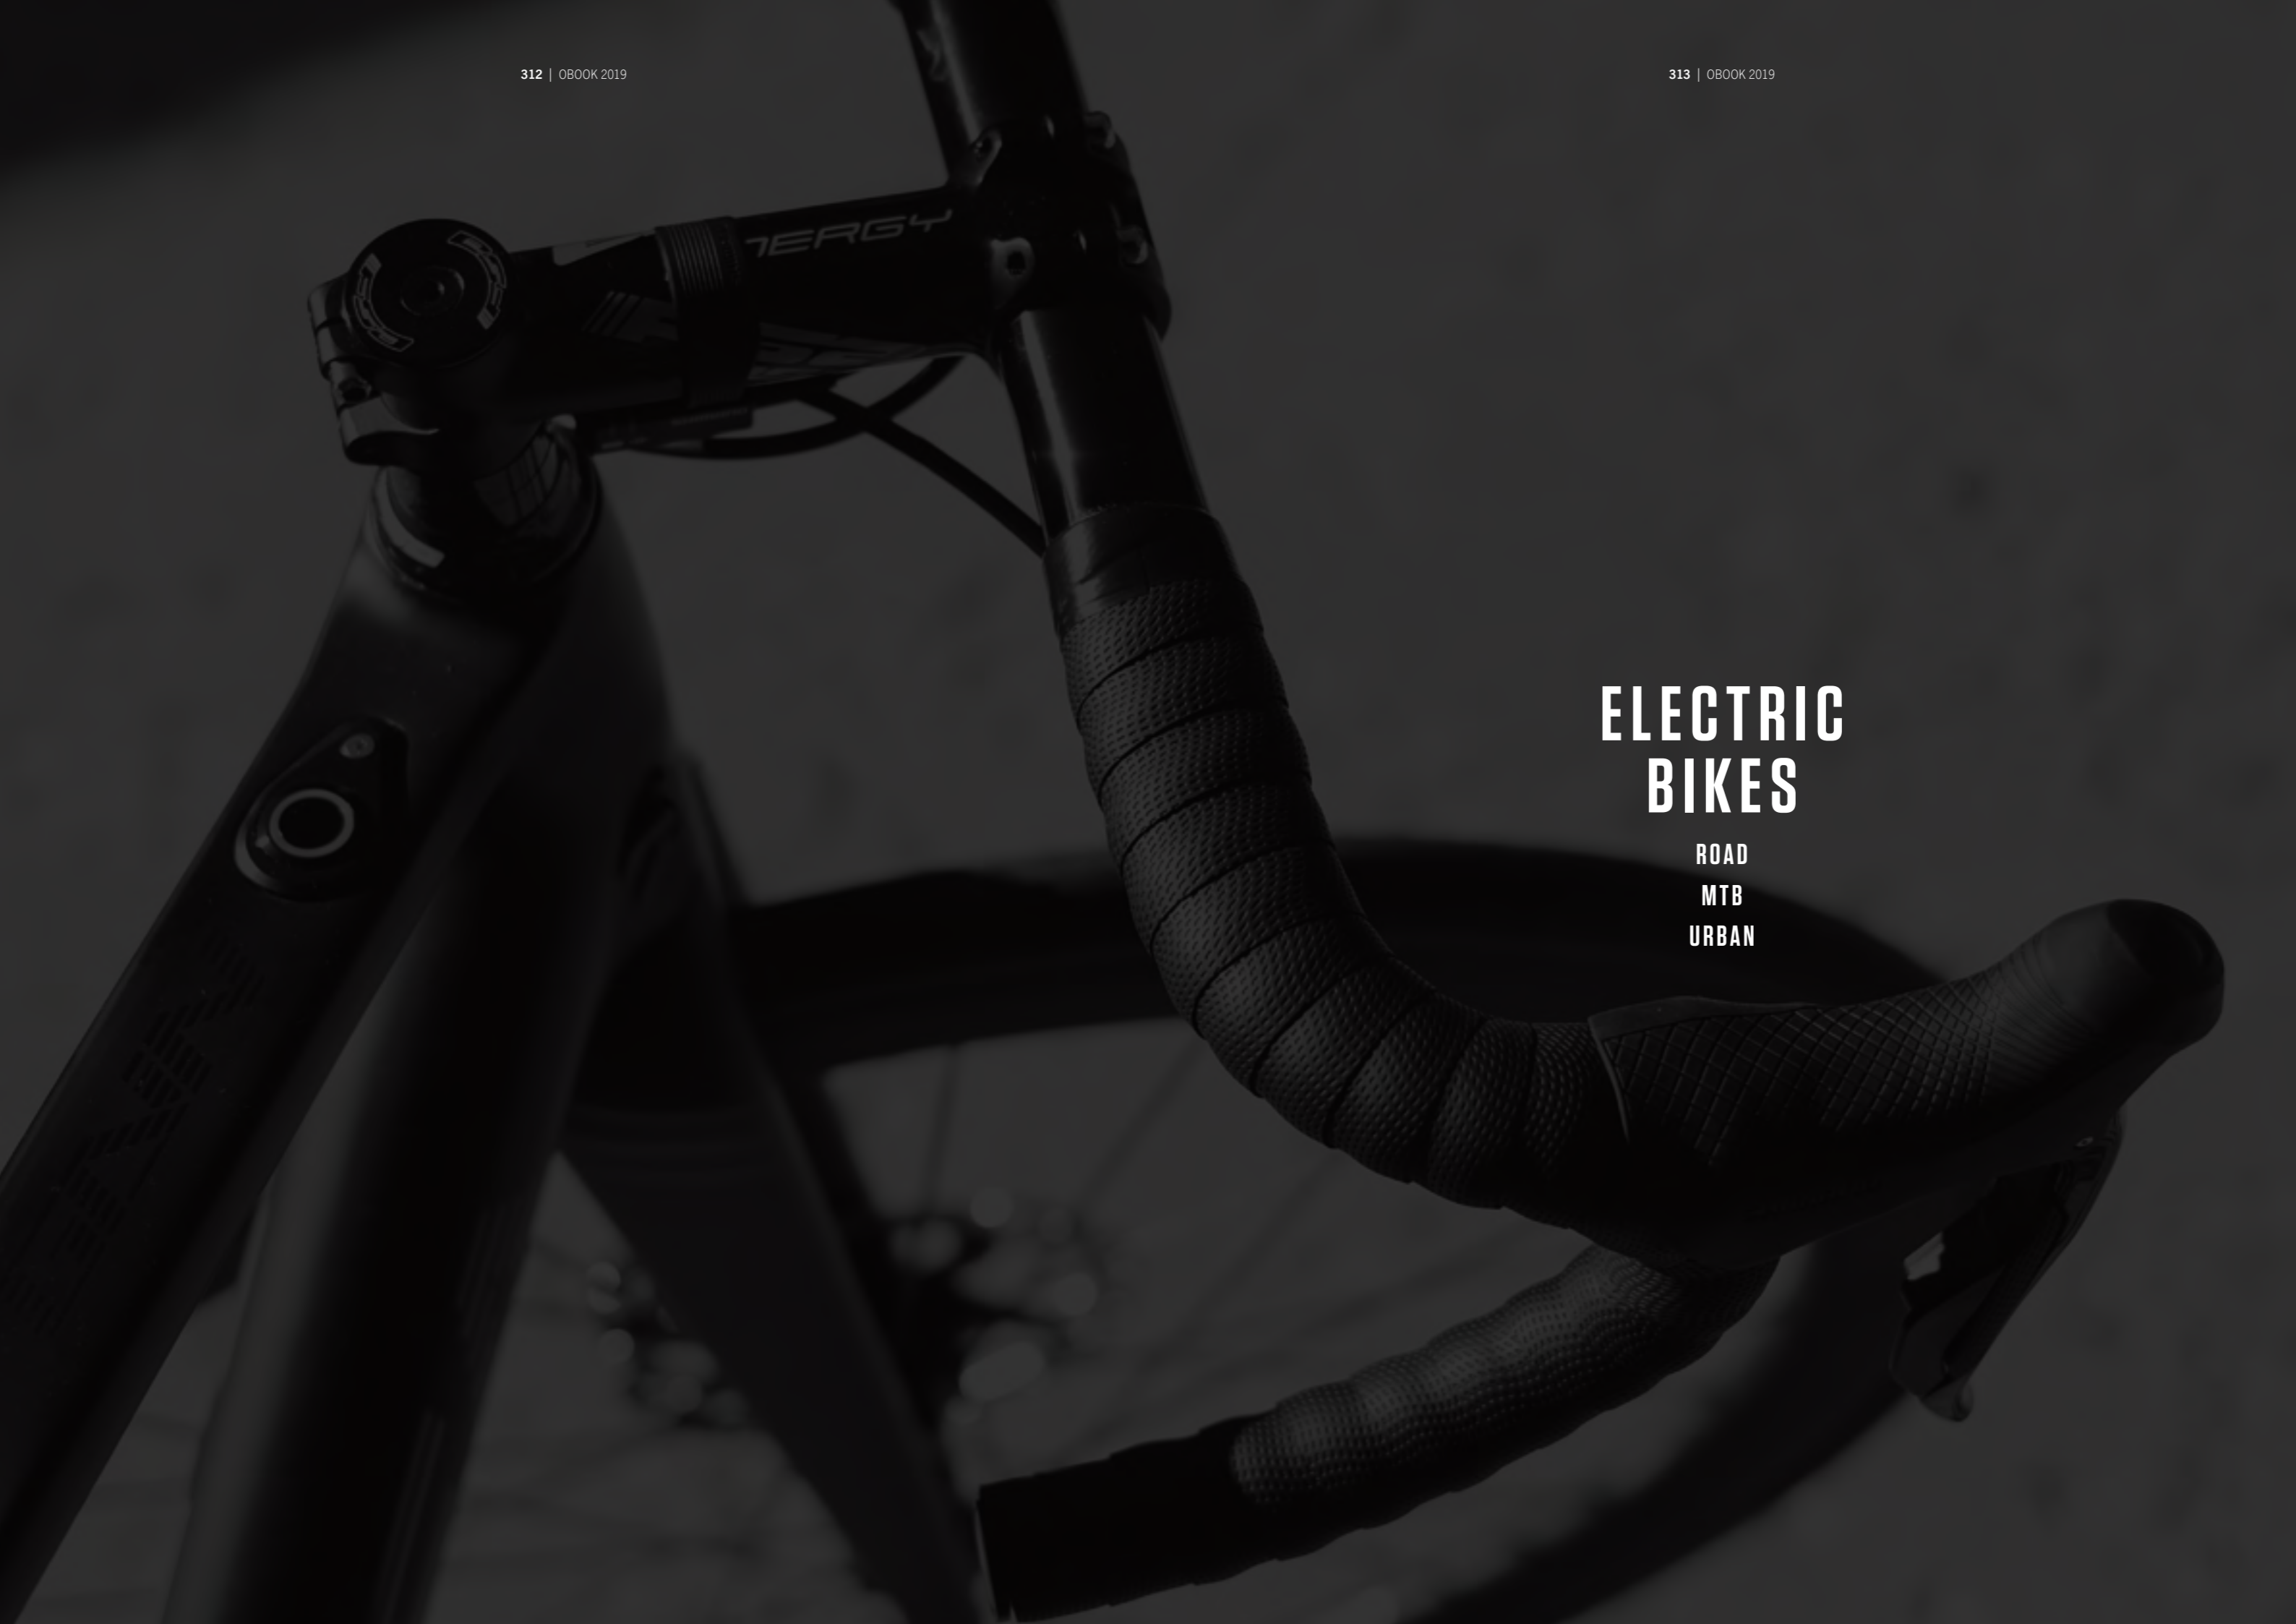 312 | OBOOK 2019
313 | OBOOK 2019
ELECTRIC
BIKES
ROAD
MTB
URBAN